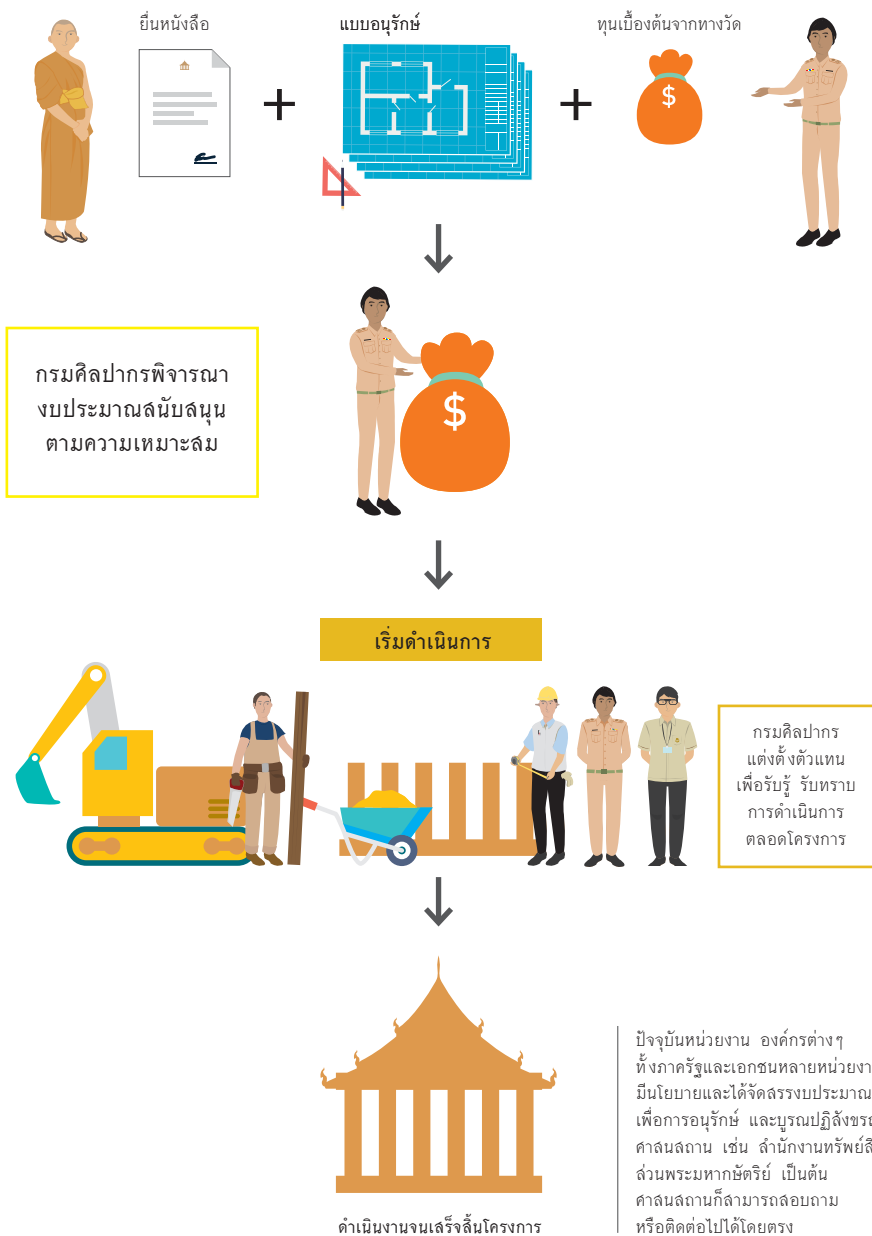 ยื่นหนังสือ
แบบอนุรักษ์
ทุนเบื้องต้นจากทางวัด
$
กรมศิลปากรพิจารณา
งบประมาณสนับสนุน
ตามความเหมาะสม
$
เริ่มดำเนินการ
กรมศิลปากร
แต่งตั้งตัวแทน
เพื่อรับรู้ รับทราบ
การดำเนินการ
ตลอดโครงการ
ปัจจุบันหน่วยงาน องค์กรต่างๆ
ทั้งภาครัฐและเอกชนหลายหน่วยงา
มีนโยบายและได้จัดสรรงบประมาณ
เพื่อการอนุรักษ์ และบูรณปฏิสังขรณ
ศาสนสถาน เช่น สำนักงานทรัพย์สิ
ส่วนพระมหากษัตริย์ เป็นต้น
ศาสนสถานก็สามารถสอบถาม
หรือติดต่อไปได้โดยตรง
ดำเนินงานจนเสร็จสิ้นโครงการ